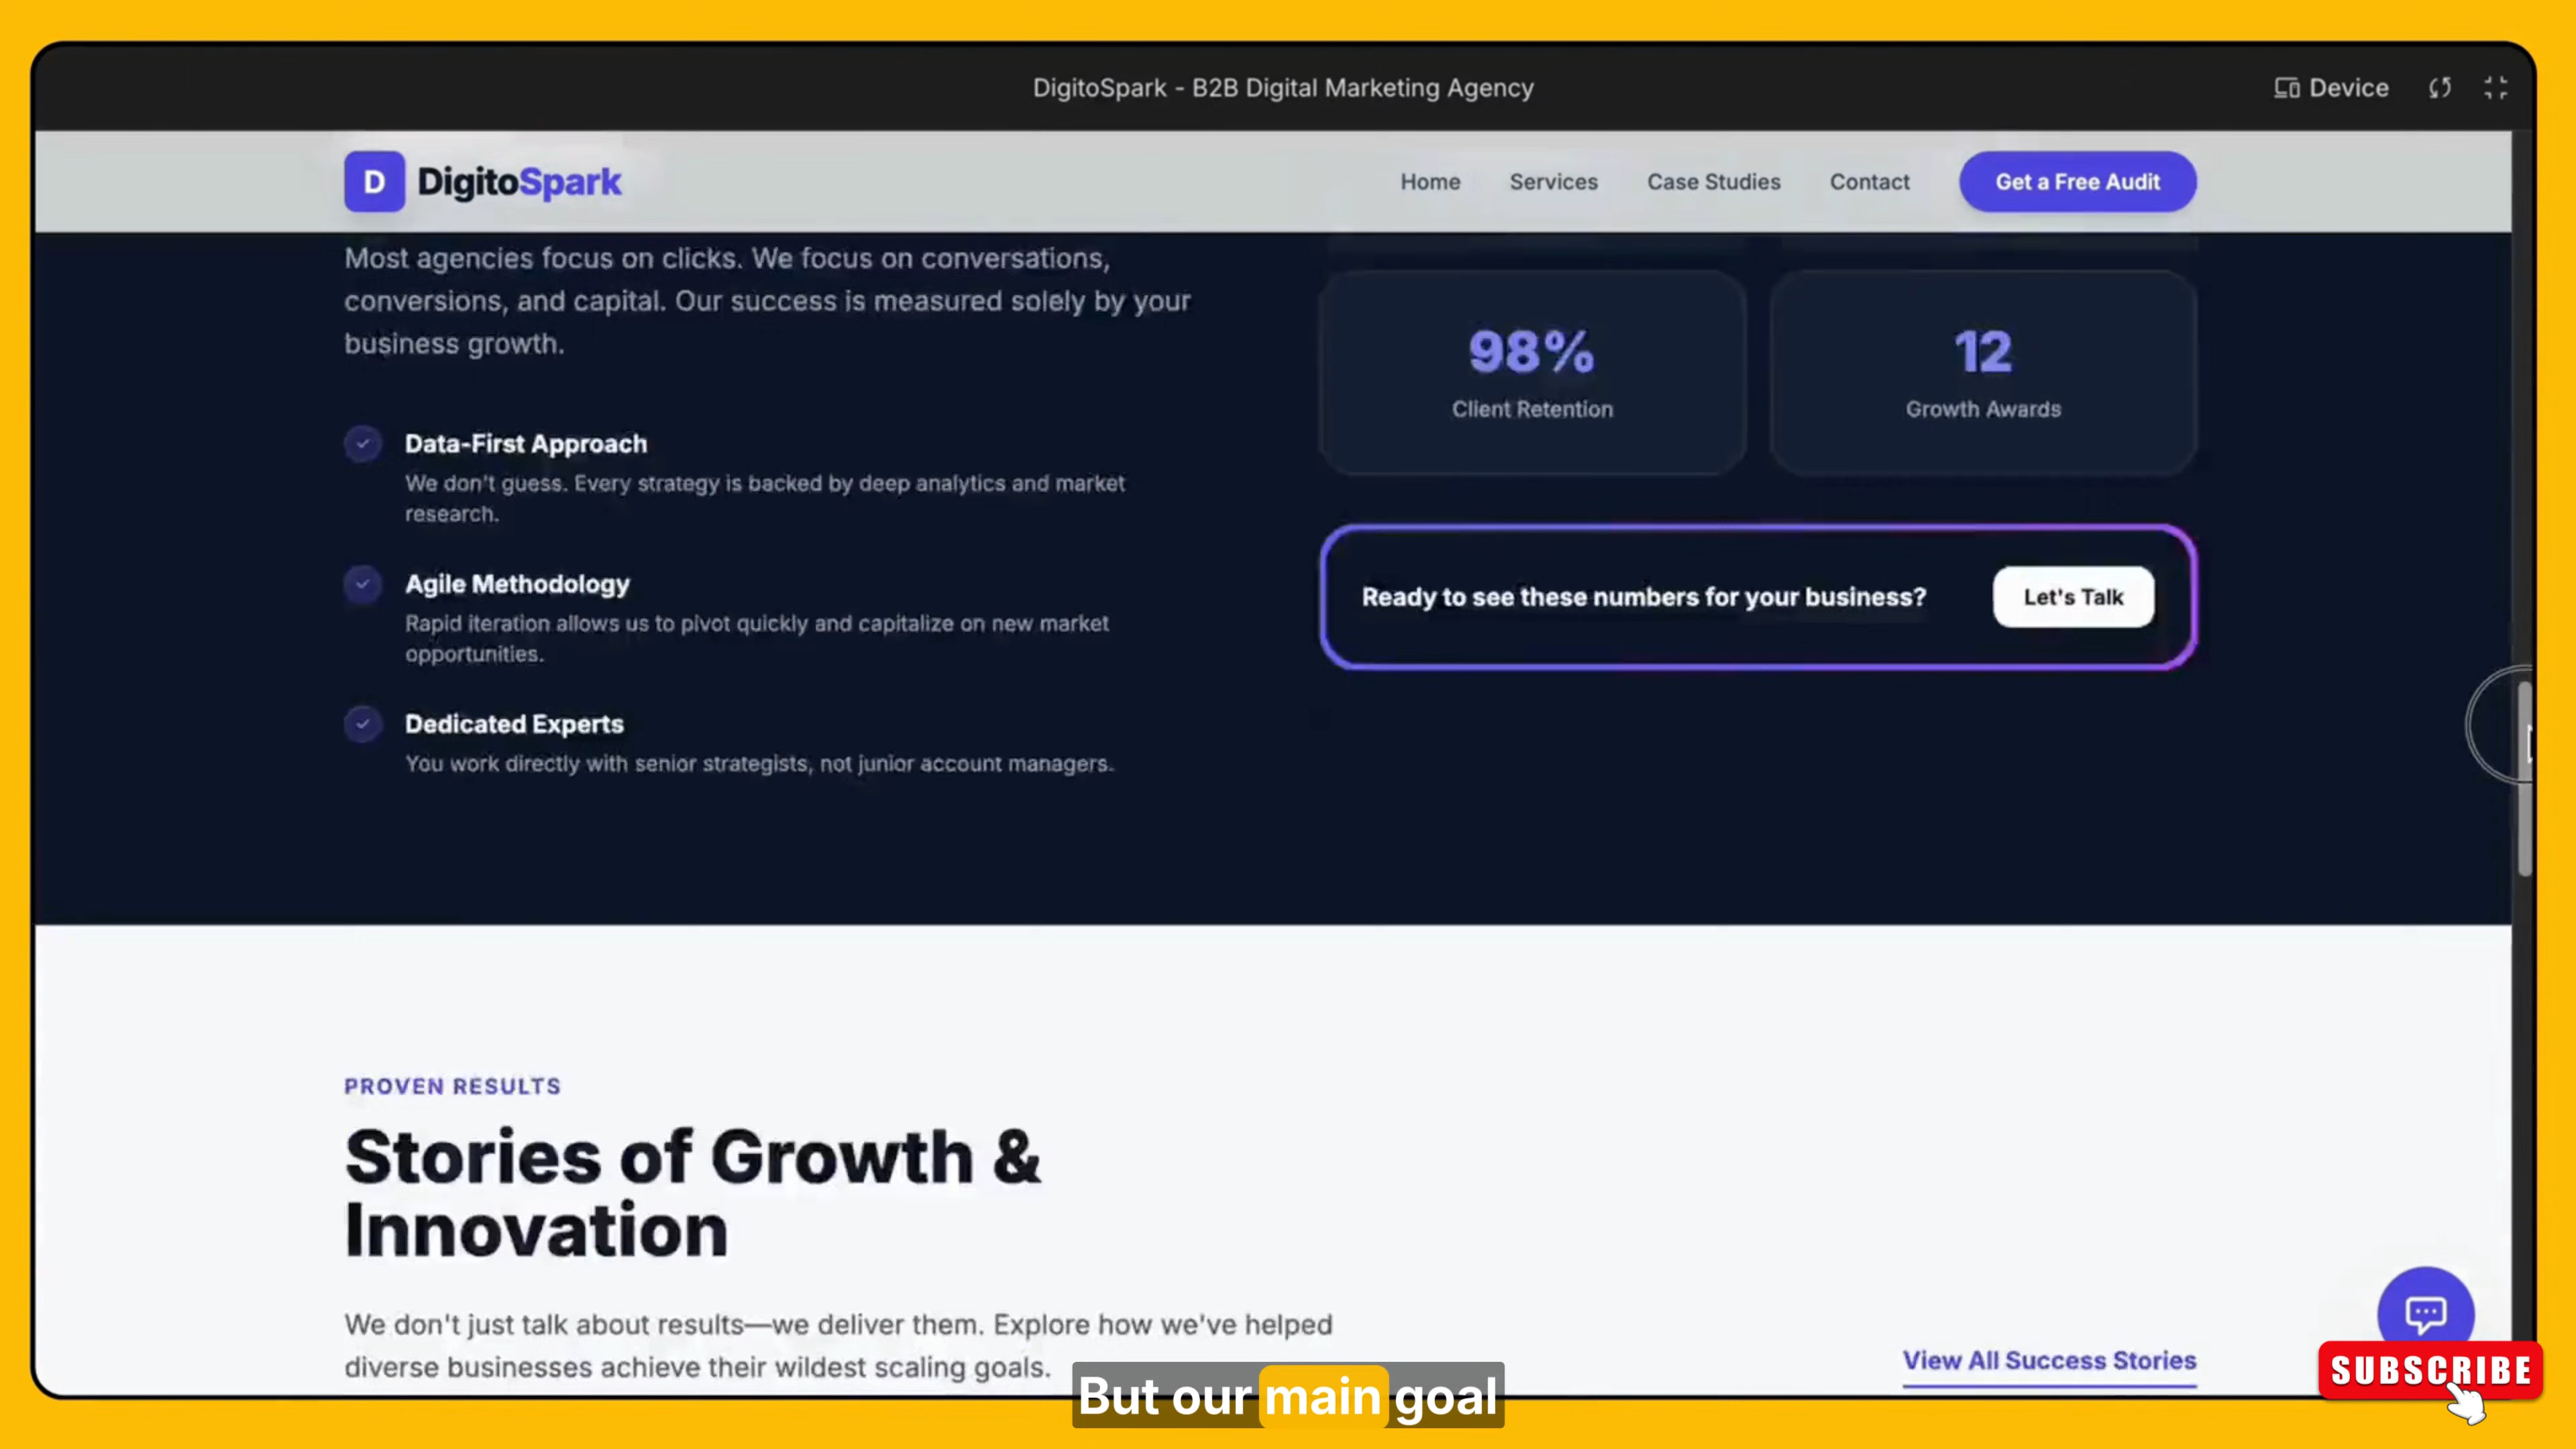 DigitoSpark - B2B Digital Marketing Agency
Device
D DigitoSpark
Home
Services
Case Studies
Contact
Get a Free Audit
Most agencies focus on clicks. We focus on conversations,
conversions, and capital. Our success is measured solely by your
business growth.
Data-First Approach
We don't guess. Every strategy is backed by deep analytics and market
research.
Agile Methodology
Rapid iteration allows us to pivot quickly and capitalize on new market
opportunities.
Dedicated Experts
You work directly with senior strategists, not junior account managers.
98%
Client Retention
12
Growth Awards
Ready to see these numbers for your business?
Let's Talk
PROVEN RESULTS
Stories of Growth &
Innovation
We don't just talk about results—we deliver them. Explore how we've helped
diverse businesses achieve their wildest scaling goals.
View All Success Stories
SUBSCRIBE
But our main goal